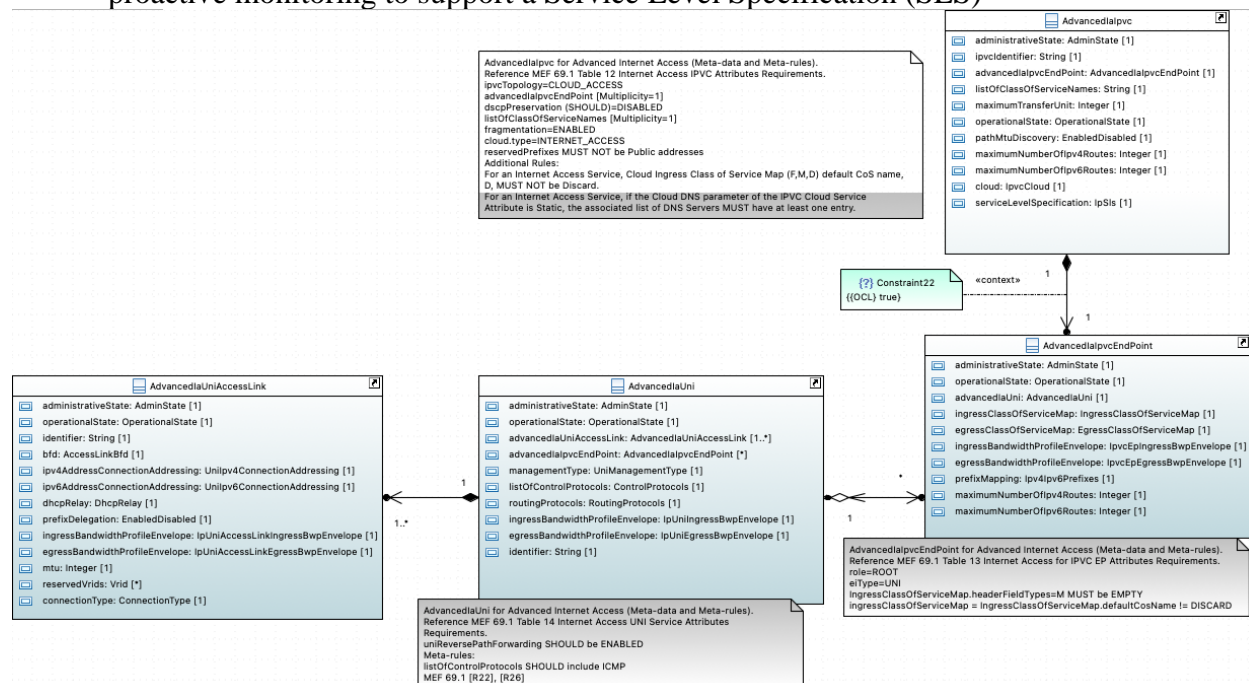 proactive monitoring to support a Service Level Specification (SLS)
AdvancedIaIpvc
administrativeState: AdminState [1]
ipvcIdentifier: String [1]
advancedIaIpvcEndPoint: AdvancedIaIpvcEndPoint [1]
listOfClassOfServiceNames: String [1]
maximumTransferUnit: Integer [1]
operationalState: OperationalState [1]
pathMtuDiscovery: EnabledDisabled [1]
maximumNumberOfIpv4Routes: Integer [1]
maximumNumberOfIpv6Routes: Integer [1]
cloud: IpvcCloud [1]
serviceLevelSpecification: IpSls [1]
AdvancedIaIpvc for Advanced Internet Access (Meta-data and Meta-rules).
Reference MEF 69.1 Table 12 Internet Access IPVC Attributes Requirements.
ipvcTopology=CLOUD_ACCESS
advancedIaIpvcEndPoint [Multiplicity=1]
dscpPreservation (SHOULD)=DISABLED
listOfClassOfServiceNames [Multiplicity=1]
fragmentation=ENABLED
cloud.type=INTERNET_ACCESS
reservedPrefixes MUST NOT be Public addresses
Additional Rules:
For an Internet Access Service, Cloud Ingress Class of Service Map (F,M,D) default CoS name,
D, MUST NOT be Discard.
For an Internet Access Service, if the Cloud DNS parameter of the IPVC Cloud Service
Attribute is Static, the associated list of DNS Servers MUST have at least one entry.
{?} Constraint22
{{OCL} true}
«context»
1
1
AdvancedIaIpvcEndPoint
administrativeState: AdminState [1]
operationalState: OperationalState [1]
advancedIaUni: AdvancedIaUni [1]
ingressClassOfServiceMap: IngressClassOfServiceMap [1]
egressClassOfServiceMap: EgressClassOfServiceMap [1]
ingressBandwidthProfileEnvelope: IpvcEpIngressBwpEnvelope [1]
egressBandwidthProfileEnvelope: IpvcEpEgressBwpEnvelope [1]
prefixMapping: Ipv4Ipv6Prefixes [1]
maximumNumberOfIpv4Routes: Integer [1]
maximumNumberOfIpv6Routes: Integer [1]
AdvancedIaUniAccessLink
administrativeState: AdminState [1]
operationalState: OperationalState [1]
identifier: String [1]
bfd: AccessLinkBfd [1]
ipv4AddressConnectionAddressing: UniIpv4ConnectionAddressing [1]
ipv6AddressConnectionAddressing: UniIpv6ConnectionAddressing [1]
dhcpRelay: DhcpRelay [1]
prefixDelegation: EnabledDisabled [1]
ingressBandwidthProfileEnvelope: IpUniAccessLinkIngressBwpEnvelope [1]
egressBandwidthProfileEnvelope: IpUniAccessLinkEgressBwpEnvelope [1]
mtu: Integer [1]
reservedVrids: Vrid [*]
connectionType: ConnectionType [1]
1
1..*
AdvancedIaUni
administrativeState: AdminState [1]
operationalState: OperationalState [1]
advancedIaUniAccessLink: AdvancedIaUniAccessLink [1..*]
advancedIaIpvcEndPoint: AdvancedIaIpvcEndPoint [*]
managementType: UniManagementType [1]
listOfControlProtocols: ControlProtocols [1]
routingProtocols: RoutingProtocols [1]
ingressBandwidthProfileEnvelope: IpUniIngressBwpEnvelope [1]
egressBandwidthProfileEnvelope: IpUniEgressBwpEnvelope [1]
identifier: String [1]
*
1
AdvancedIaIpvcEndPoint for Advanced Internet Access (Meta-data and Meta-rules).
Reference MEF 69.1 Table 13 Internet Access for IPVC EP Attributes Requirements.
role=ROOT
eiType=UNI
IngressClassOfServiceMap.headerFieldTypes=M MUST be EMPTY
ingressClassOfServiceMap = IngressClassOfServiceMap.defaultCosName != DISCARD
AdvancedIaUni for Advanced Internet Access (Meta-data and Meta-rules).
Reference MEF 69.1 Table 14 Internet Access UNI Service Attributes
Requirements.
uniReversePathForwarding SHOULD be ENABLED
Meta-rules:
listOfControlProtocols SHOULD include ICMP
MEF 69.1 [R22], [R26]